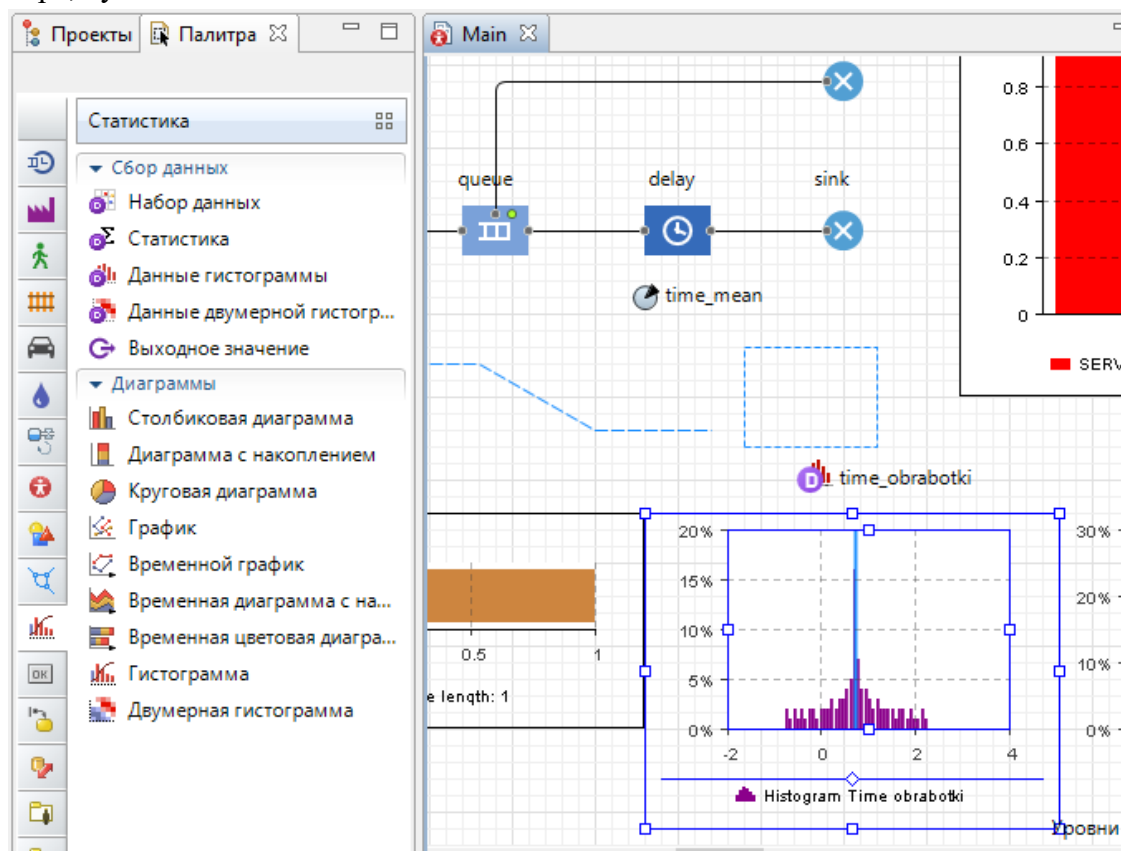 Проекты Палитра
Main
Статистика
Сбор данных
Набор данных
Статистика
Данные гистограммы
Данные двумерной гистогр...
Выходное значение
Диаграммы
Столбиковая диаграмма
Диаграмма с накоплением
Круговая диаграмма
График
Временной график
Временная диаграмма с на...
Временная цветовая диагра...
Гистограмма
Двумерная гистограмма
OK
queue delay sink
time_mean
time_obrabotki
0.8
0.6
0.4
0.2
0
SERV
0.5 1
e length: 1
20%
15%
10%
5%
0%
-2 0 2 4
Histogram Time obrabotki
30%
20%
10%
0%
Уровни